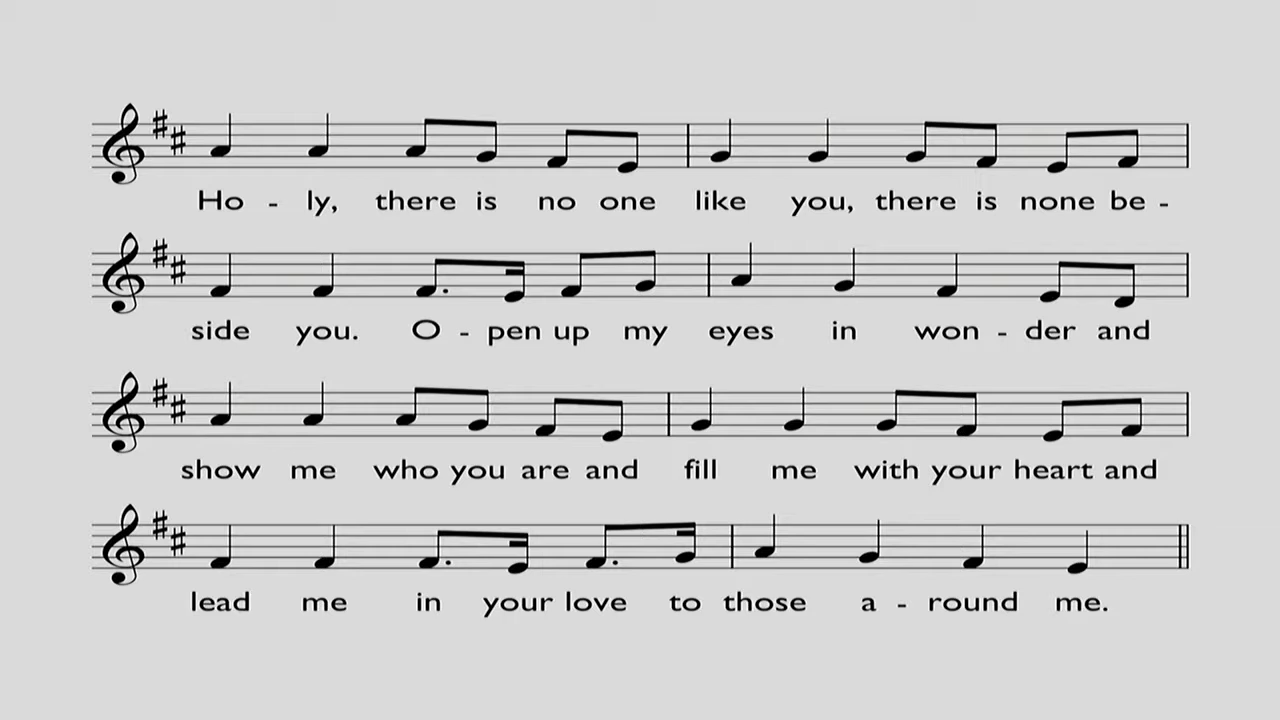 Ho - ly, there is no one like you, there is none be -
side you. O - pen up my eyes in won - der and
show me who you are and fill me with your heart and
lead me in your love to those a - round me.